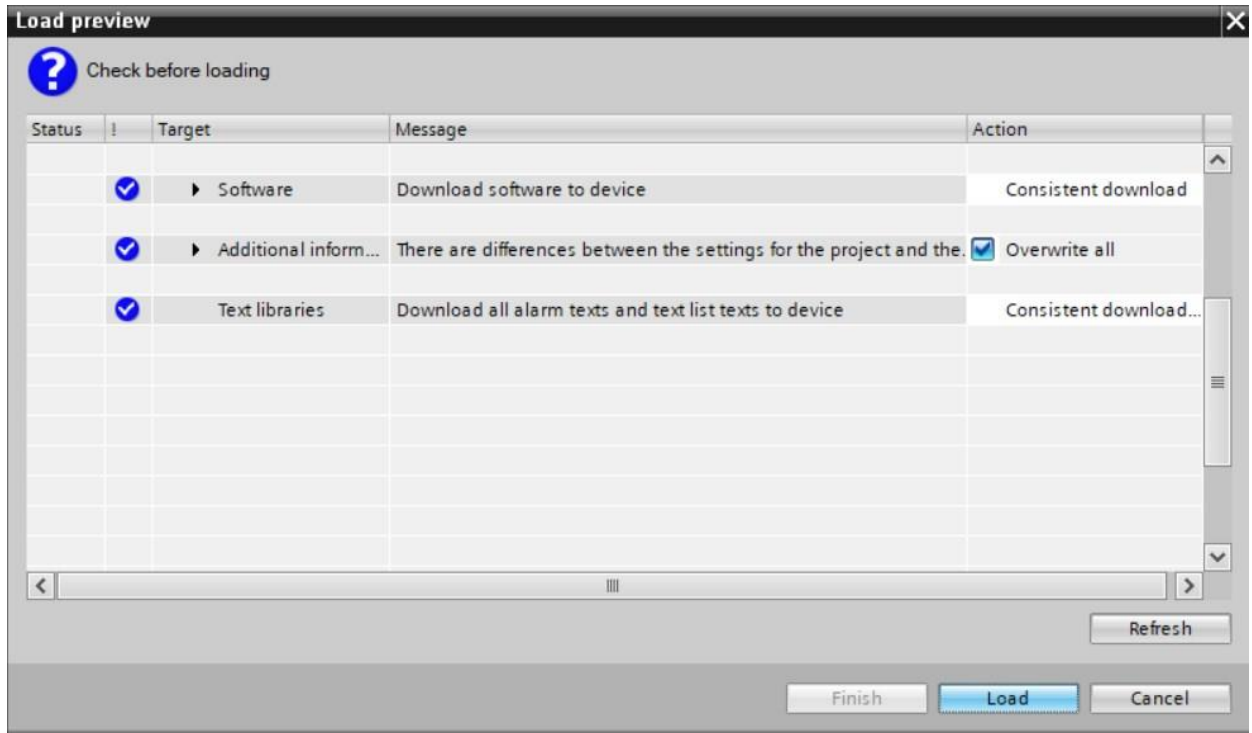 Load preview
Check before loading
Status ! Target Message Action
Software Download software to device Consistent download
Additional inform... There are differences between the settings for the project and the. Overwrite all
Text libraries Download all alarm texts and text list texts to device Consistent download...
Refresh
Finish Load Cancel